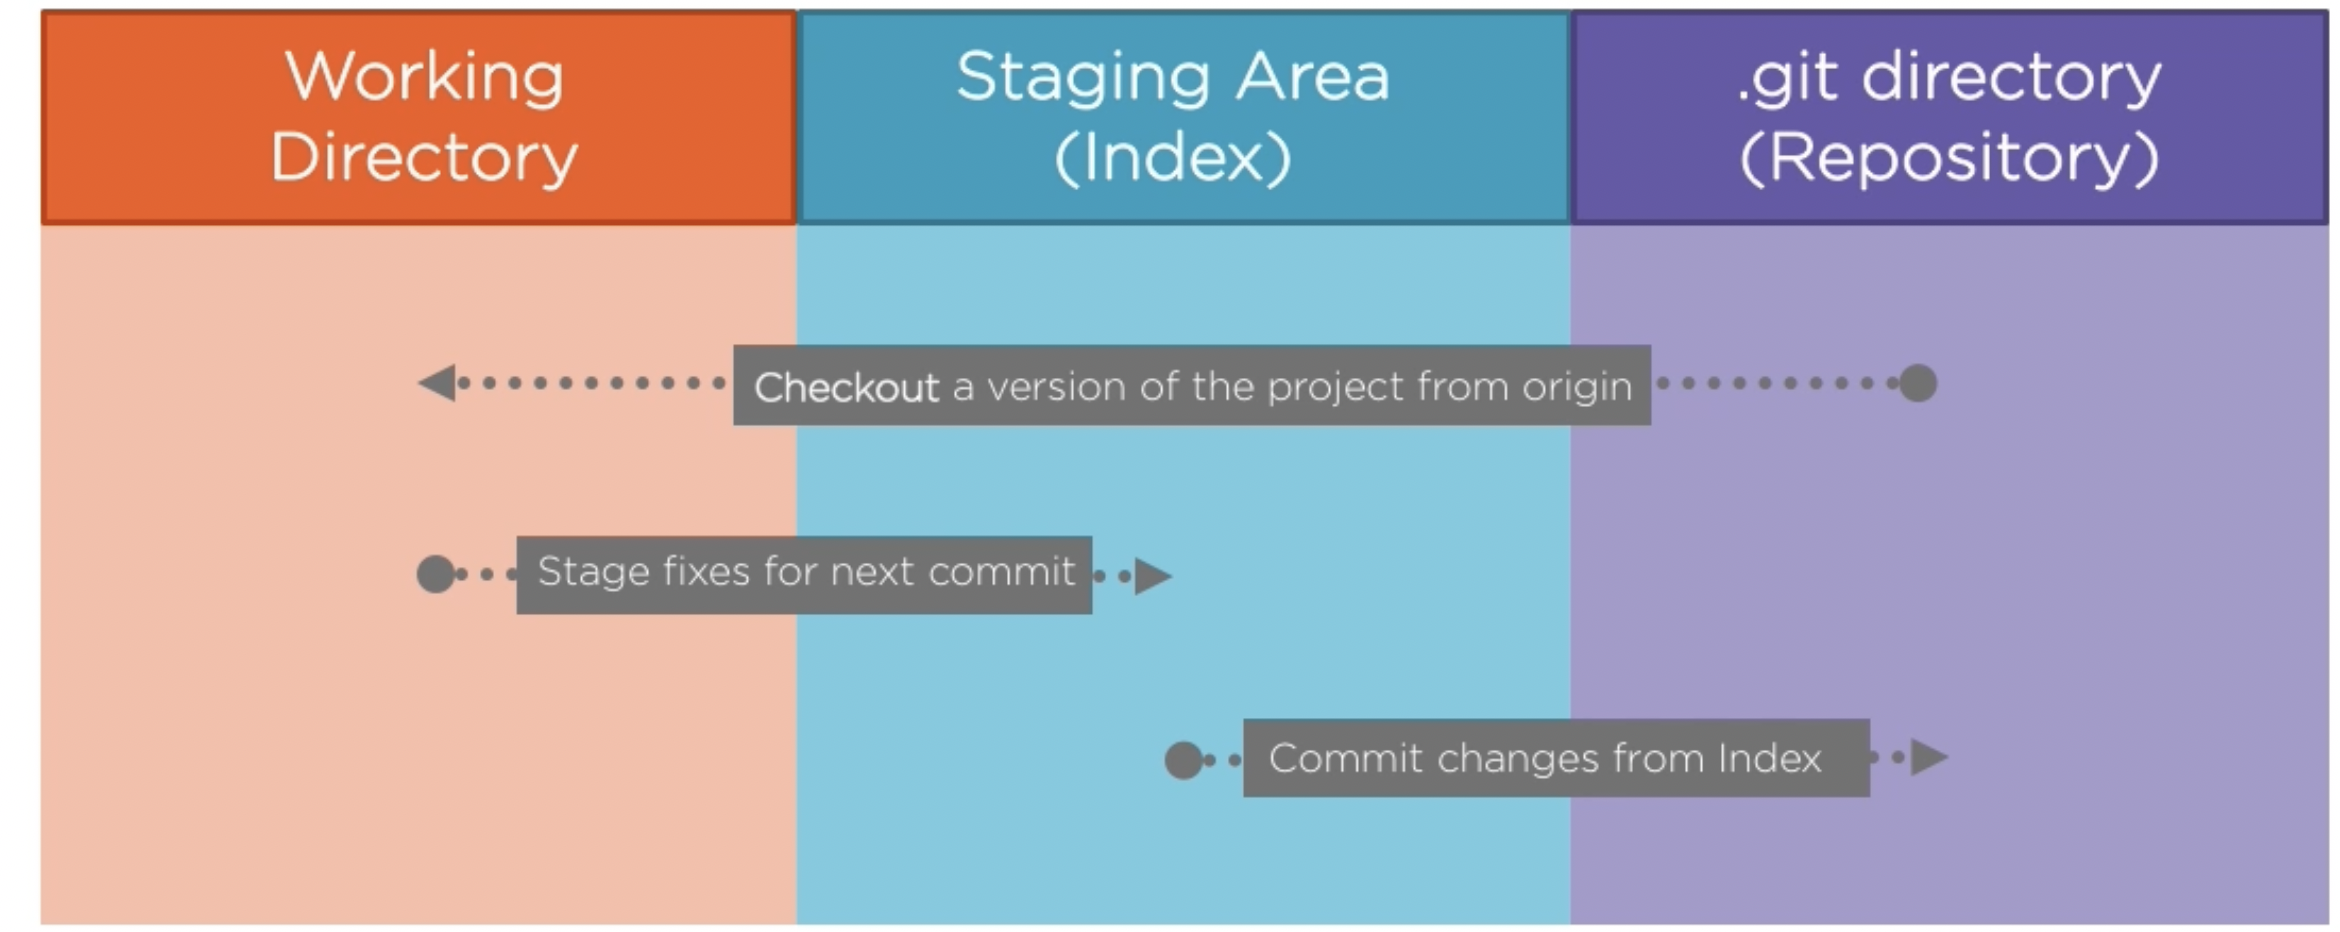 Working
Directory
Staging Area
(Index)
.git directory
(Repository)
Checkout a version of the project from origin
Stage fixes for next commit
Commit changes from Index